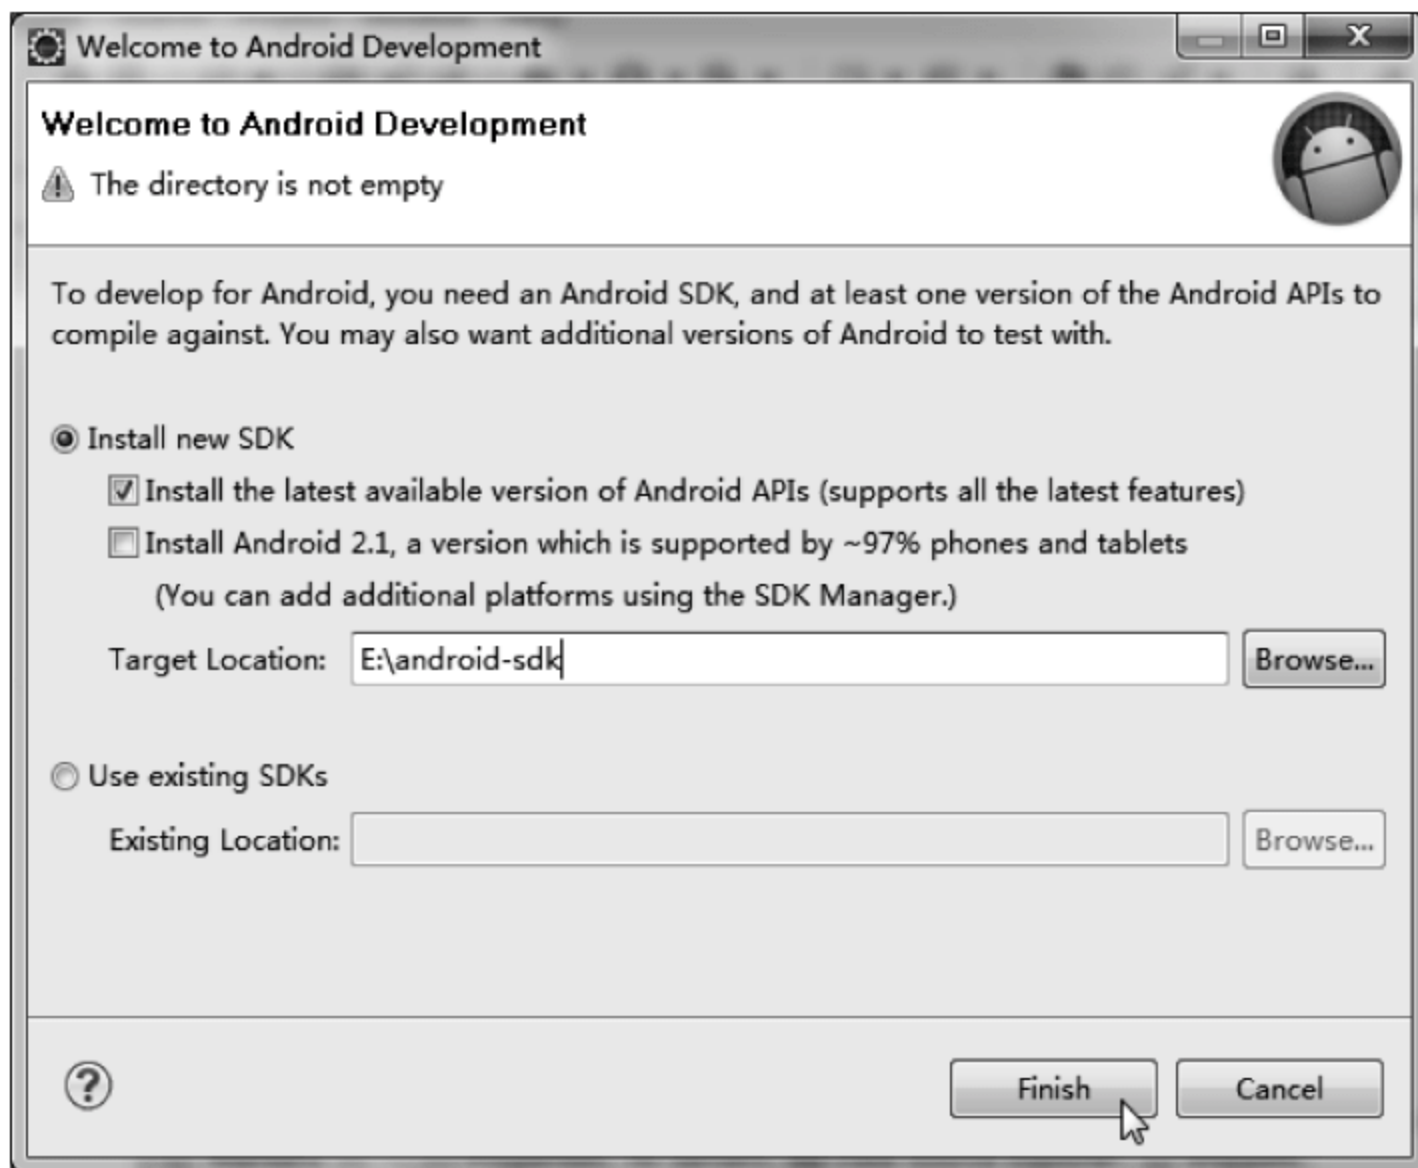 Welcome to Android Development
Welcome to Android Development
The directory is not empty
To develop for Android, you need an Android SDK, and at least one version of the Android APIs to
compile against. You may also want additional versions of Android to test with.
Install new SDK
Install the latest available version of Android APIs (supports all the latest features)
Install Android 2.1, a version which is supported by ~97% phones and tablets
(You can add additional platforms using the SDK Manager.)
Target Location: E:\android-sdk Browse...
Use existing SDKs
Existing Location: Browse...
Finish Cancel